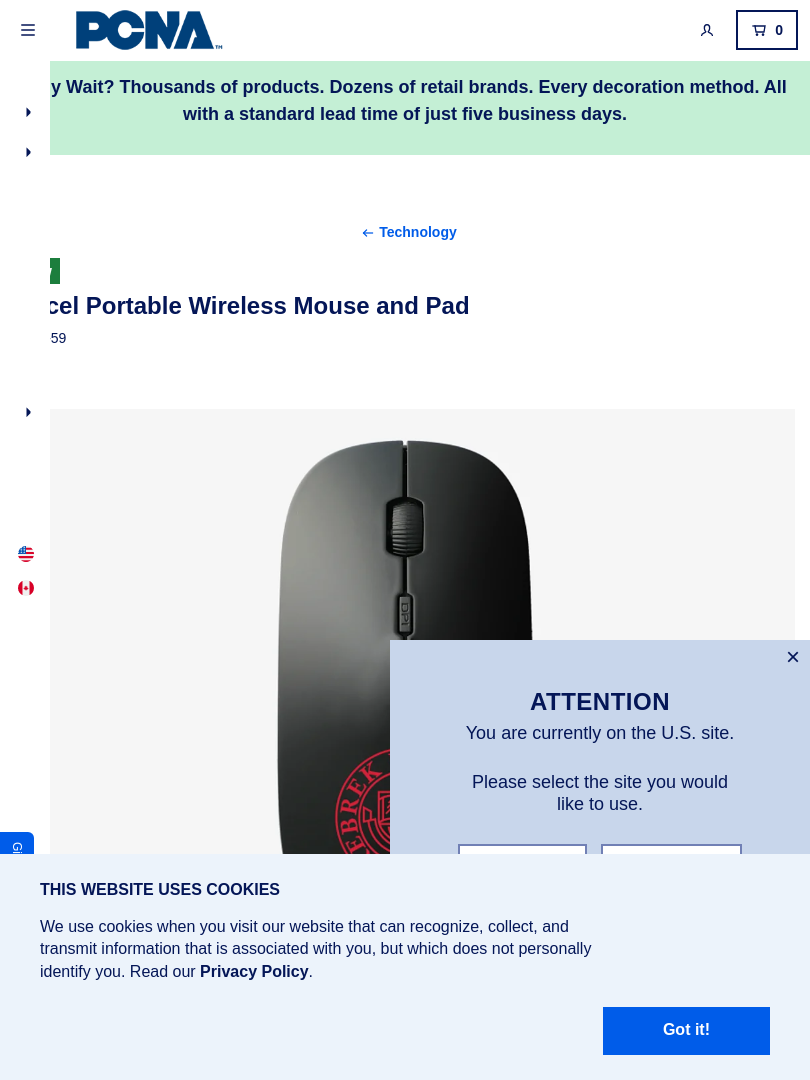 PCNA™
0
Wait? Thousands of products. Dozens of retail brands. Every decoration method. All
with a standard lead time of just five business days.
← Technology
Portable Wireless Mouse and Pad
59
DPI
ATTENTION
You are currently on the U.S. site.
Please select the site you would
like to use.
THIS WEBSITE USES COOKIES
We use cookies when you visit our website that can recognize, collect, and
transmit information that is associated with you, but which does not personally
identify you. Read our Privacy Policy.
Got it!